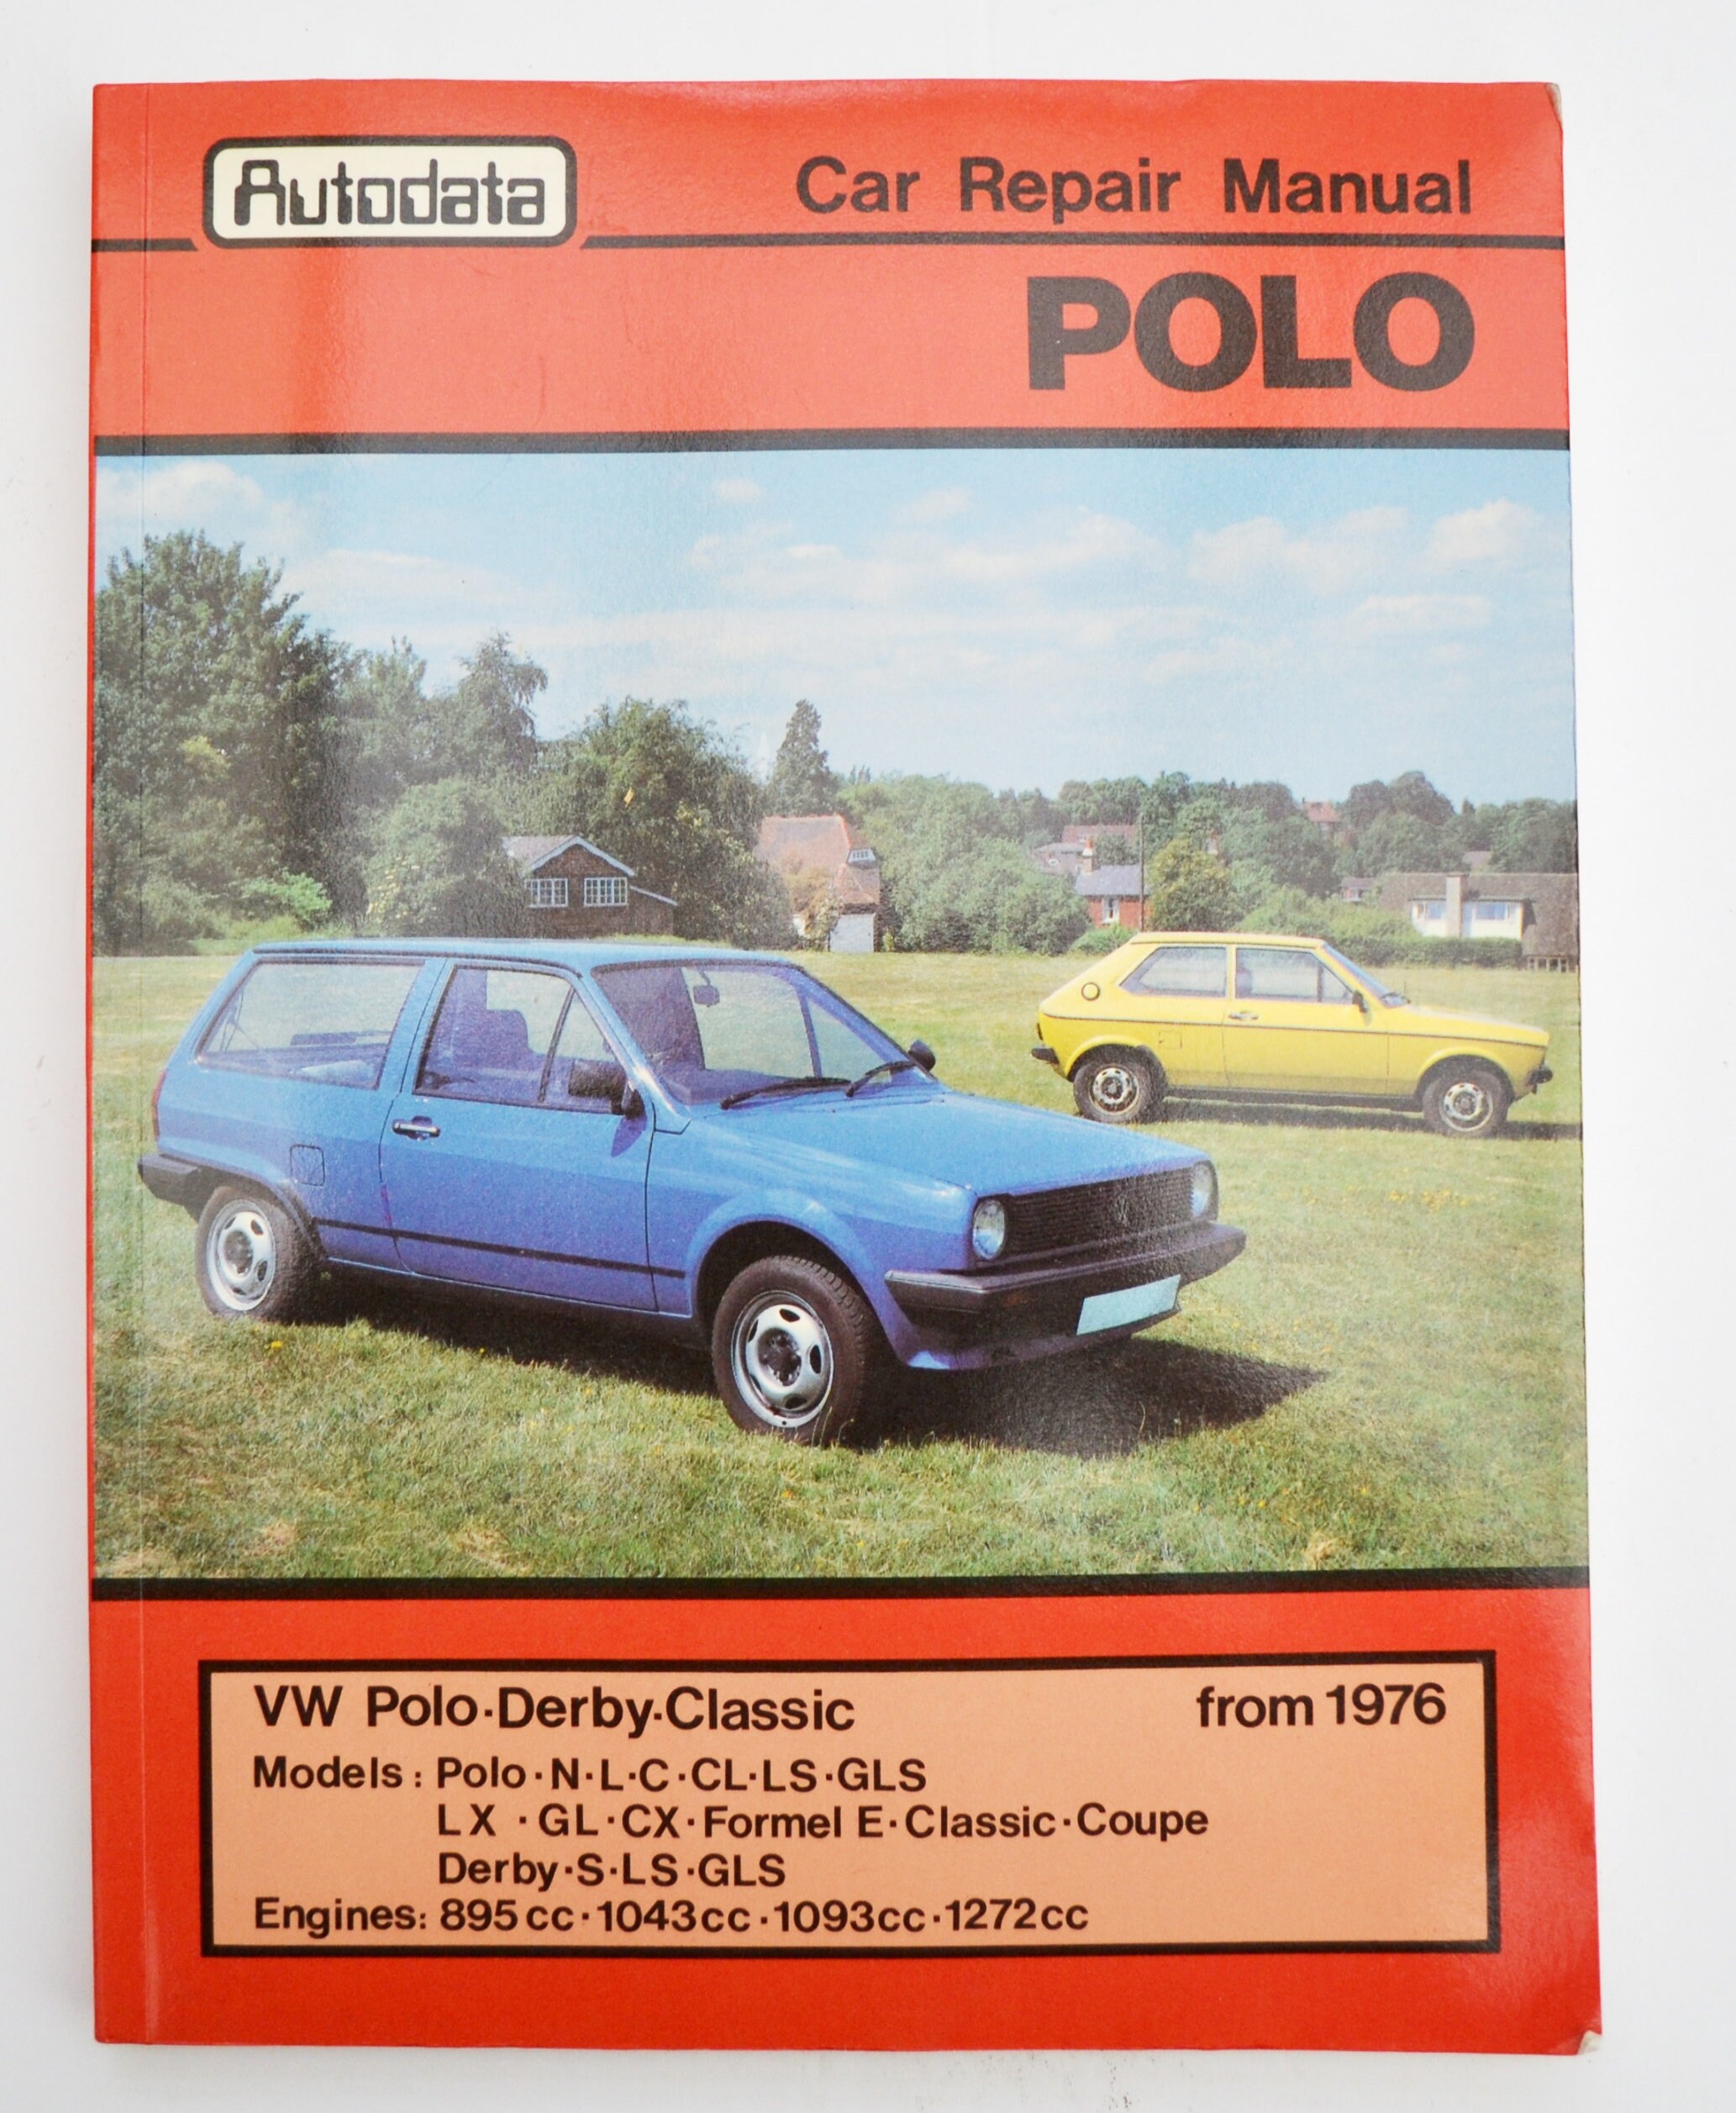 Autodata
Car Repair Manual
POLO
VW Polo·Derby·Classic from 1976
Models: Polo·N·L·C·CL·LS·GLS
LX·GL·CX·Formel E·Classic·Coupe
Derby·S·LS·GLS
Engines: 895cc·1043cc·1093cc·1272cc